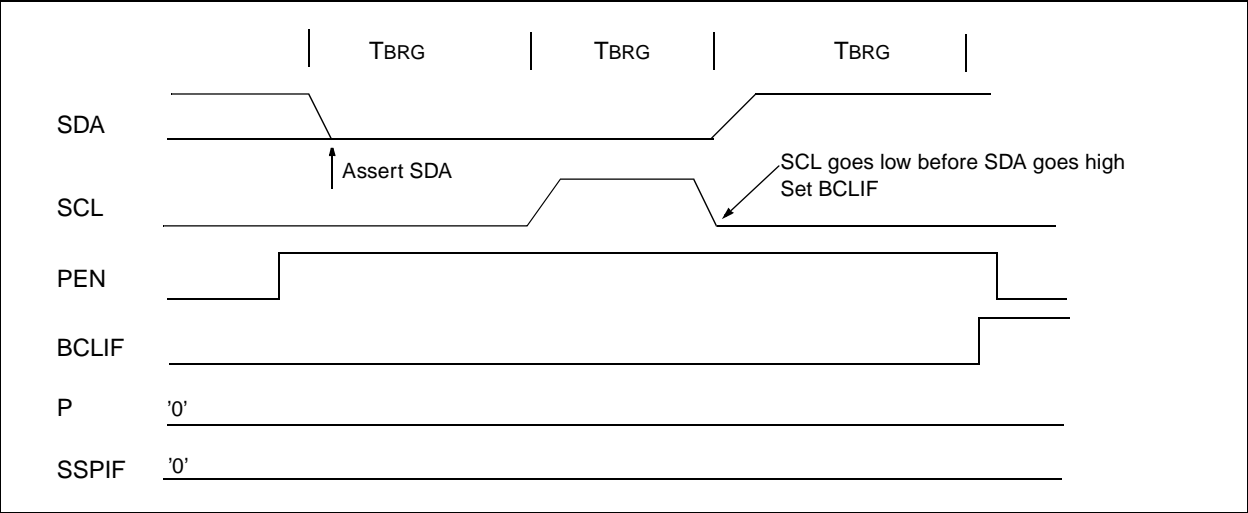 TBRG TBRG TBRG
SDA
Assert SDA
SCL goes low before SDA goes high
Set BCLIF
SCL
PEN
BCLIF
P '0'
SSPIF '0'